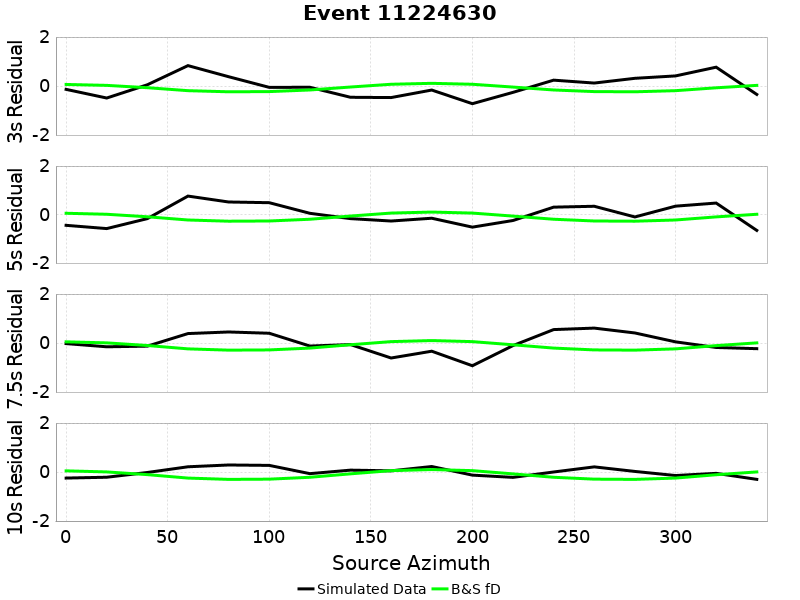 Event 11224630
3s Residual
2
0
-2
5s Residual
2
0
-2
7.5s Residual
2
0
-2
10s Residual
2
0
-2
0 50 100 150 200 250 300
Source Azimuth
Simulated Data B&S fD